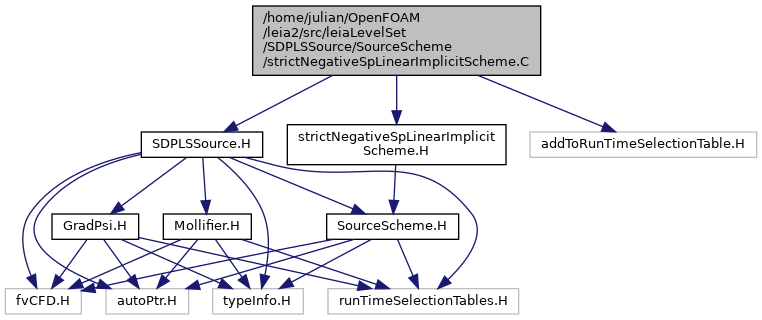 /home/julian/OpenFOAM
/leia2/src/leiaLevelSet
/SDPLSSource/SourceScheme
/strictNegativeSpLinearImplicitScheme.C
SDPLSSource.H
strictNegativeSpLinearImplicit
Scheme.H
addToRunTimeSelectionTable.H
GradPsi.H
Mollifier.H
SourceScheme.H
fvCFD.H
autoPtr.H
typeInfo.H
runTimeSelectionTables.H